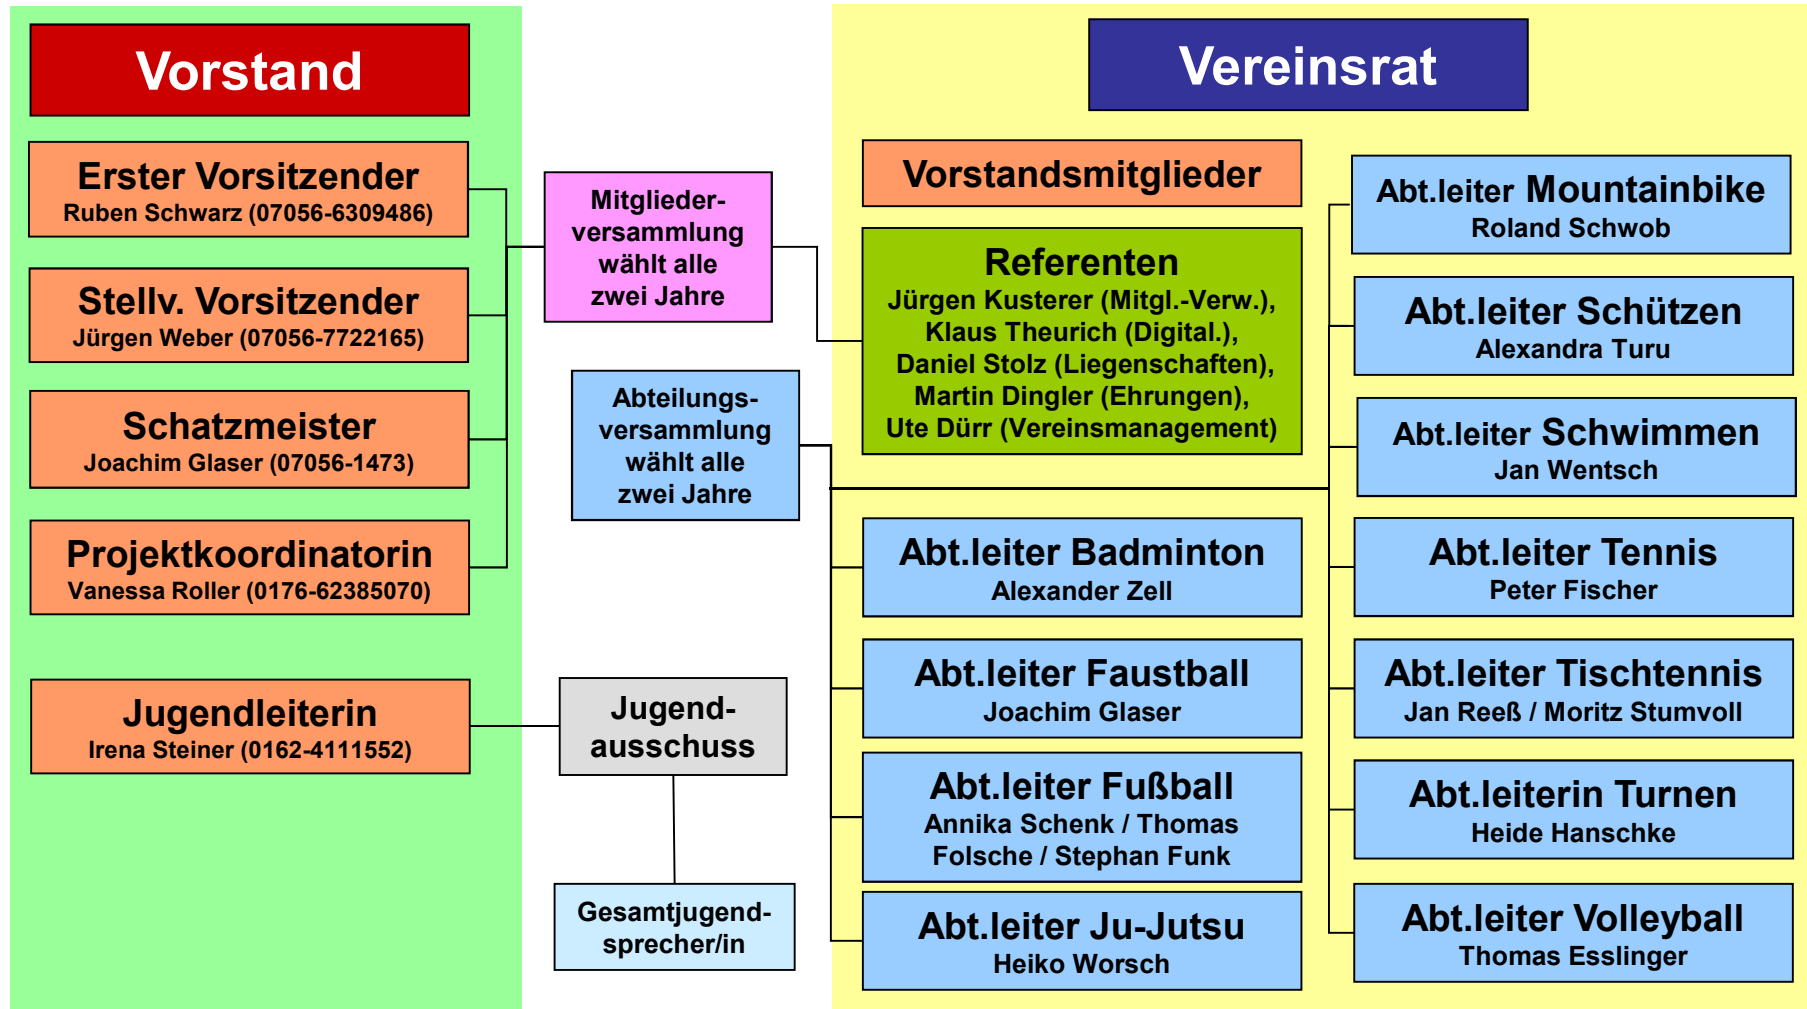 Vorstand
Erster Vorsitzender
Ruben Schwarz (07056-6309486)
Stellv. Vorsitzender
Jürgen Weber (07056-7722165)
Schatzmeister
Joachim Glaser (07056-1473)
Projektkoordinatorin
Vanessa Roller (0176-62385070)
Jugendleiterin
Irena Steiner (0162-4111552)
Mitglieder-
versammlung
wählt alle
zwei Jahre
Abteilungs-
versammlung
wählt alle
zwei Jahre
Jugend-
ausschuss
Gesamtjugend-
sprecher/in
Vereinsrat
Vorstandsmitglieder
Referenten
Jürgen Kusterer (Mitgl.-Verw.),
Klaus Theurich (Digital.),
Daniel Stolz (Liegenschaften),
Martin Dingler (Ehrungen),
Ute Dürr (Vereinsmanagement)
Abt.leiter Badminton
Alexander Zell
Abt.leiter Faustball
Joachim Glaser
Abt.leiter Fußball
Annika Schenk / Thomas
Folsche / Stephan Funk
Abt.leiter Ju-Jutsu
Heiko Worsch
Abt.leiter Mountainbike
Roland Schwob
Abt.leiter Schützen
Alexandra Turu
Abt.leiter Schwimmen
Jan Wentsch
Abt.leiter Tennis
Peter Fischer
Abt.leiter Tischtennis
Jan Reeß / Moritz Stumvoll
Abt.leiterin Turnen
Heide Hanschke
Abt.leiter Volleyball
Thomas Esslinger